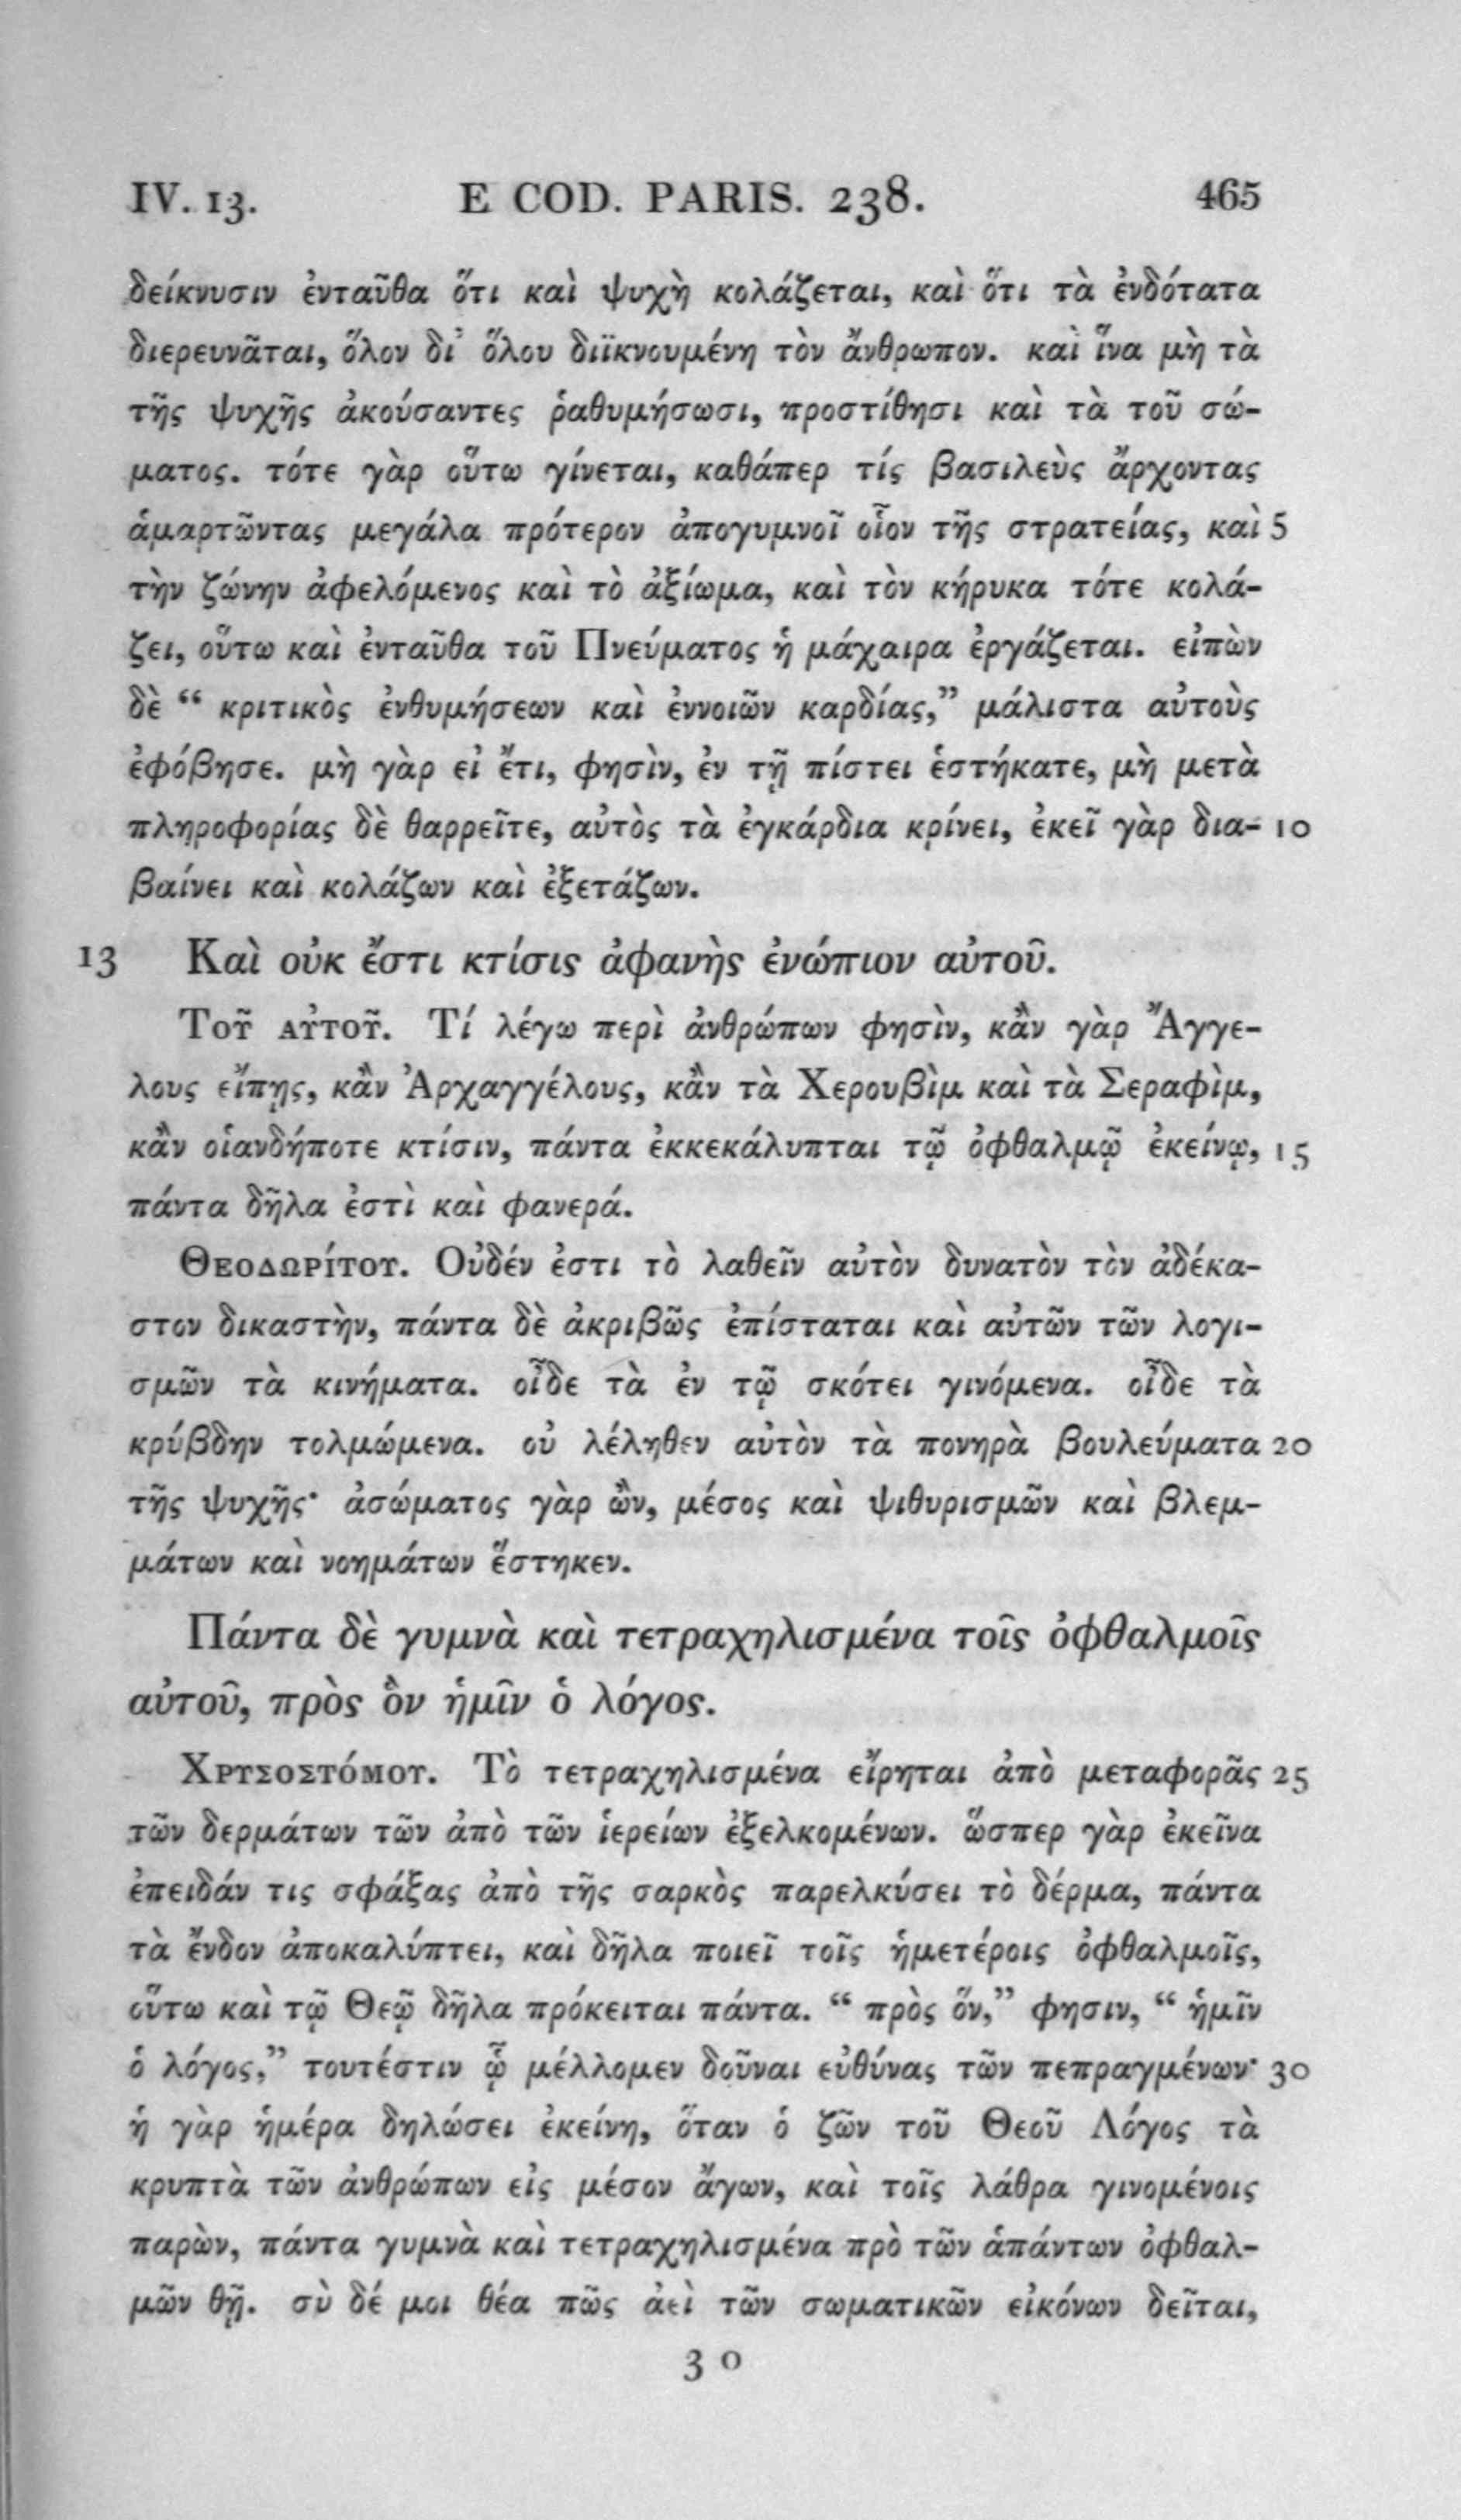 IV. 13. E COD. PARIS. 238. 465
δείκνυσιν ἐνταῦθα ὅτι καὶ ψυχὴ κολάζεται, καὶ ὅτι τὰ ἐνδότατα
διερευνᾶται, ὅλον δι᾽ ὅλου διϊκνουμένη τὸν ἄνθρωπον. καὶ ἵνα μὴ τὰ
τῆς ψυχῆς ἀκούσαντες ῥαθυμήσωσι, προστίθησι καὶ τὰ τοῦ σώ-
ματος. τότε γὰρ οὕτω γίνεται, καθάπερ τίς βασιλεὺς ἄρχοντας
ἁμαρτῶντας μεγάλα πρότερον ἀπογυμνοῖ οἷον τῆς στρατείας, καὶ 5
τὴν ζώνην ἀφελόμενος καὶ τὸ ἀξίωμα, καὶ τὸν κήρυκα τότε κολά-
ζει, οὕτω καὶ ἐνταῦθα τοῦ Πνεύματος ἡ μάχαιρα ἐργάζεται. εἰπὼν
δὲ “ κριτικὸς ἐνθυμήσεων καὶ ἐννοιῶν καρδίας,” μάλιστα αὐτοὺς
ἐφόβησε. μὴ γὰρ εἰ ἔτι, φησὶν, ἐν τῇ πίστει ἑστήκατε, μὴ μετὰ
πληροφορίας δὲ θαρρεῖτε, αὐτὸς τὰ ἐγκάρδια κρίνει, ἐκεῖ γὰρ δια- 10
βαίνει καὶ κολάζων καὶ ἐξετάζων.
13 Καὶ οὐκ ἔστι κτίσις ἀφανὴς ἐνώπιον αὐτοῦ.
Τοῦ αὐτοῦ. Τί λέγω περὶ ἀνθρώπων φησὶν, κἂν γὰρ Ἄγγε-
λους εἴπῃς, κἂν Ἀρχαγγέλους, κἂν τὰ Χερουβὶμ καὶ τὰ Σεραφὶμ,
κἂν οἱανδήποτε κτίσιν, πάντα ἐκκεκάλυπται τῷ ὀφθαλμῷ ἐκείνῳ, 15
πάντα δῆλα ἐστὶ καὶ φανερά.
Θεοδωρίτου. Οὐδέν ἐστι τὸ λαθεῖν αὐτὸν δυνατὸν τὸν ἀδέκα-
στον δικαστὴν, πάντα δὲ ἀκριβῶς ἐπίσταται καὶ αὐτῶν τῶν λογι-
σμῶν τὰ κινήματα. οἶδε τὰ ἐν τῷ σκότει γινόμενα. οἶδε τὰ
κρύβδην τολμώμενα. οὐ λέληθεν αὐτὸν τὰ πονηρὰ βουλεύματα 20
τῆς ψυχῆς· ἀσώματος γὰρ ὢν, μέσος καὶ ψιθυρισμῶν καὶ βλεμ-
μάτων καὶ νοημάτων ἕστηκεν.
Πάντα δὲ γυμνὰ καὶ τετραχηλισμένα τοῖς ὀφθαλμοῖς
αὐτοῦ, πρὸς ὃν ἡμῖν ὁ λόγος.
Χρυσοστόμου. Τὸ τετραχηλισμένα εἴρηται ἀπὸ μεταφορᾶς 25
τῶν δερμάτων τῶν ἀπὸ τῶν ἱερείων ἐξελκομένων. ὥσπερ γὰρ ἐκεῖνα
ἐπειδάν τις σφάξας ἀπὸ τῆς σαρκὸς παρελκύσει τὸ δέρμα, πάντα
τὰ ἔνδον ἀποκαλύπτει, καὶ δῆλα ποιεῖ τοῖς ἡμετέροις ὀφθαλμοῖς,
οὕτω καὶ τῷ Θεῷ δῆλα πρόκειται πάντα. “ πρὸς ὅν,” φησιν, “ ἡμῖν
ὁ λόγος,” τουτέστιν ᾧ μέλλομεν δοῦναι εὐθύνας τῶν πεπραγμένων· 30
ἡ γὰρ ἡμέρα δηλώσει ἐκείνη, ὅταν ὁ ζῶν τοῦ Θεοῦ Λόγος τὰ
κρυπτὰ τῶν ἀνθρώπων εἰς μέσον ἄγων, καὶ τοῖς λάθρα γινομένοις
παρὼν, πάντα γυμνὰ καὶ τετραχηλισμένα πρὸ τῶν ἁπάντων ὀφθαλ-
μῶν θῇ. σὺ δέ μοι θέα πῶς ἀεὶ τῶν σωματικῶν εἰκόνων δεῖται,
3 o